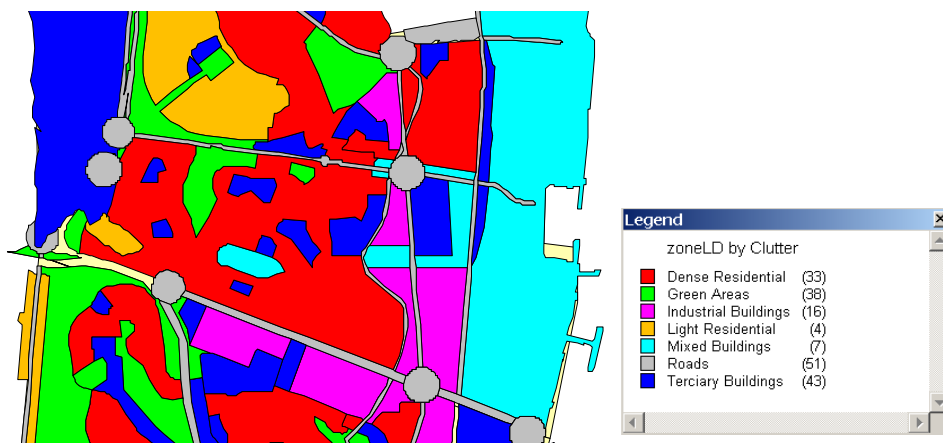 Legend
zoneLD by Clutter
Dense Residential (33)
Green Areas (38)
Industrial Buildings (16)
Light Residential (4)
Mixed Buildings (7)
Roads (51)
Terciary Buildings (43)